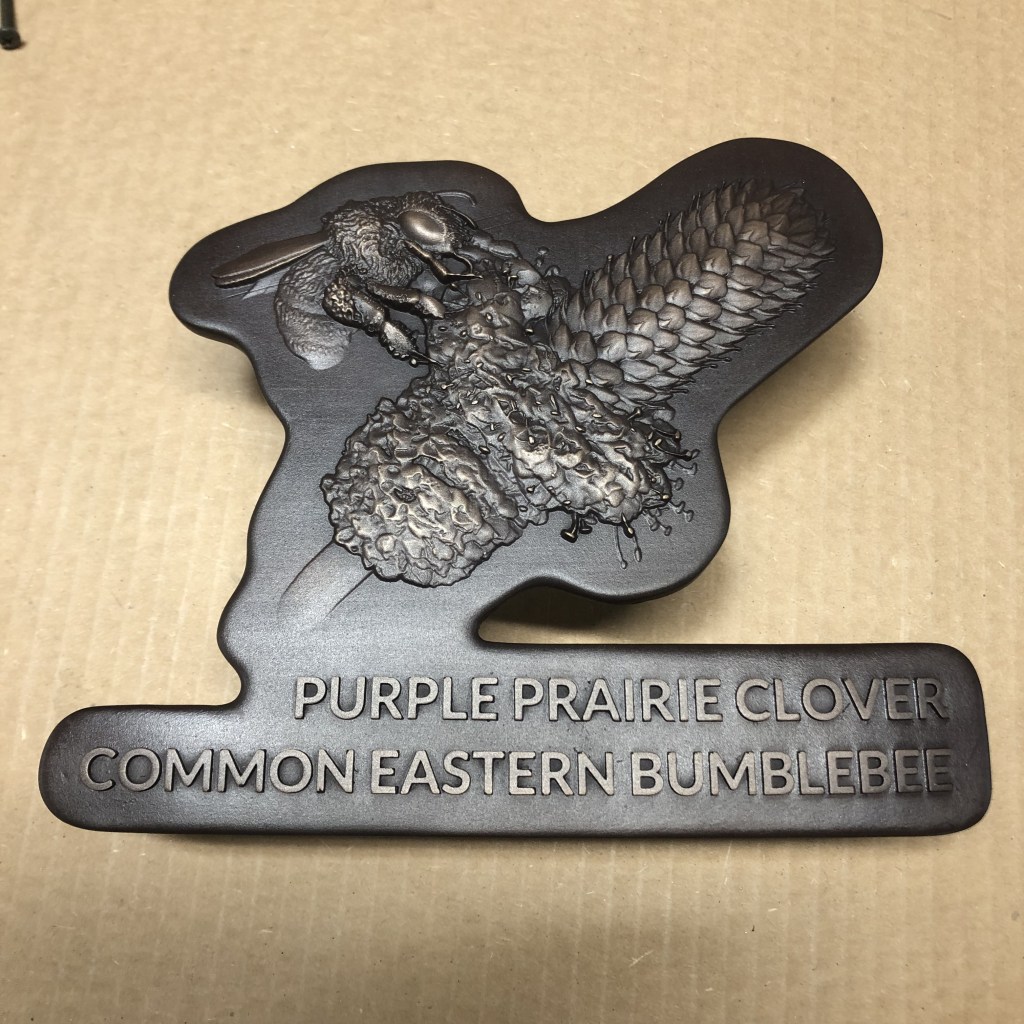 PURPLE PRAIRIE CLOVER
COMMON EASTERN BUMBLEBEE